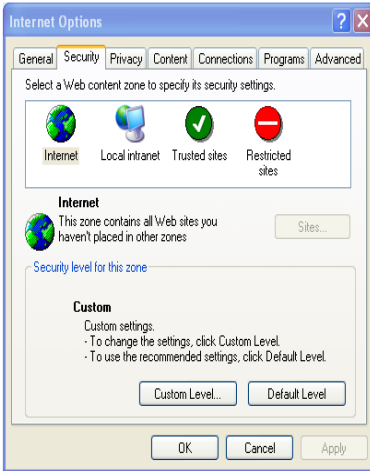 Internet Options
General Security Privacy Content Connections Programs Advanced
Select a Web content zone to specify its security settings.
Internet Local intranet Trusted sites Restricted
sites
Internet
This zone contains all Web sites you
haven't placed in other zones
Sites...
Security level for this zone
Custom
Custom settings.
- To change the settings, click Custom Level.
- To use the recommended settings, click Default Level.
Custom Level... Default Level
OK Cancel Apply